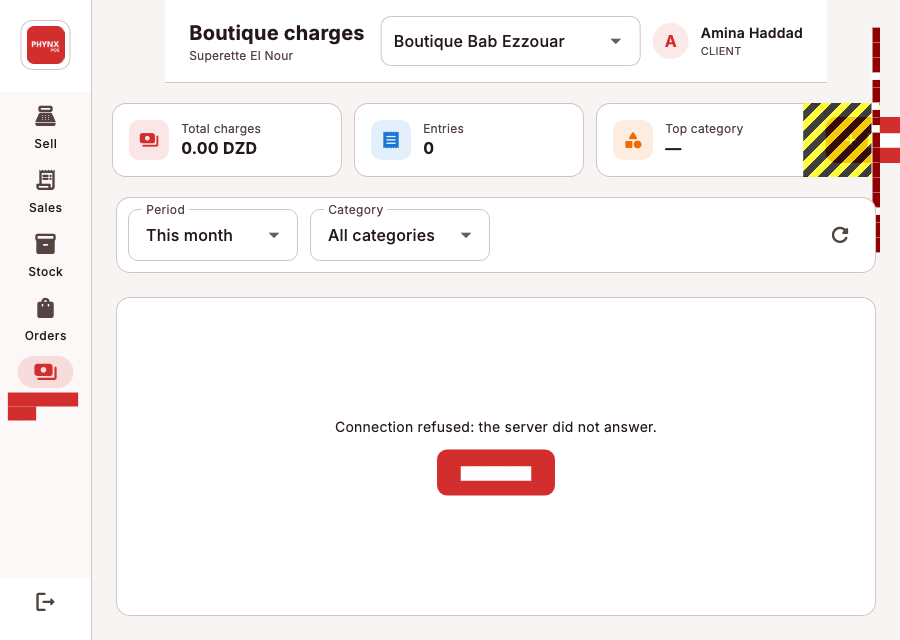 PHYNX
POS
Boutique charges
Superette El Nour
Boutique Bab Ezzouar
A
Amina Haddad
CLIENT
Sell
Sales
Stock
Orders
Total charges
0.00 DZD
Entries
0
Top category
—
Period
This month
Category
All categories
Connection refused: the server did not answer.